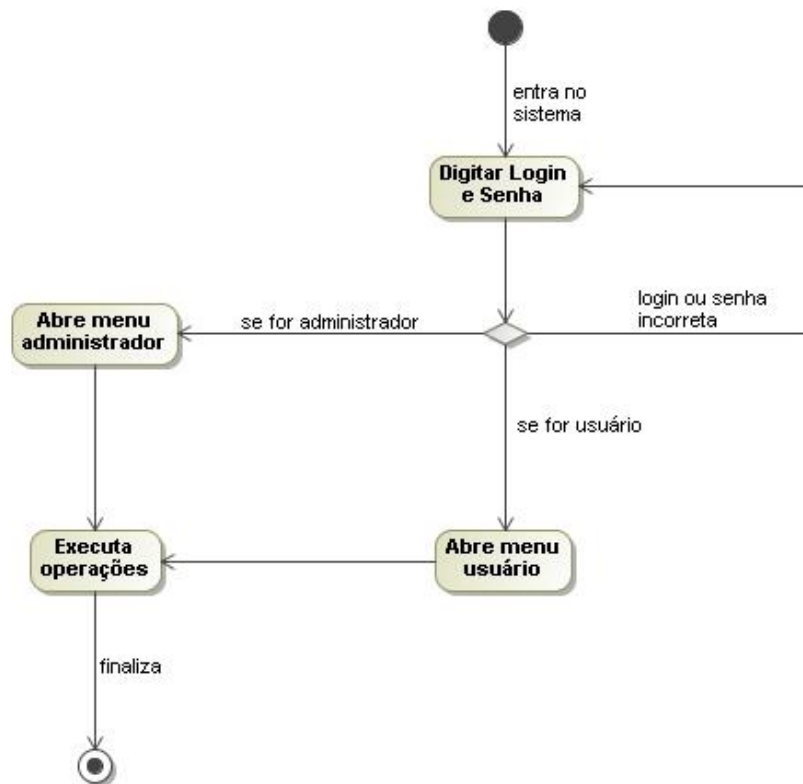 entra no
sistema
Digitar Login
e Senha
login ou senha
incorreta
Abre menu
administrador
se for administrador
se for usuário
Executa
operações
Abre menu
usuário
finaliza